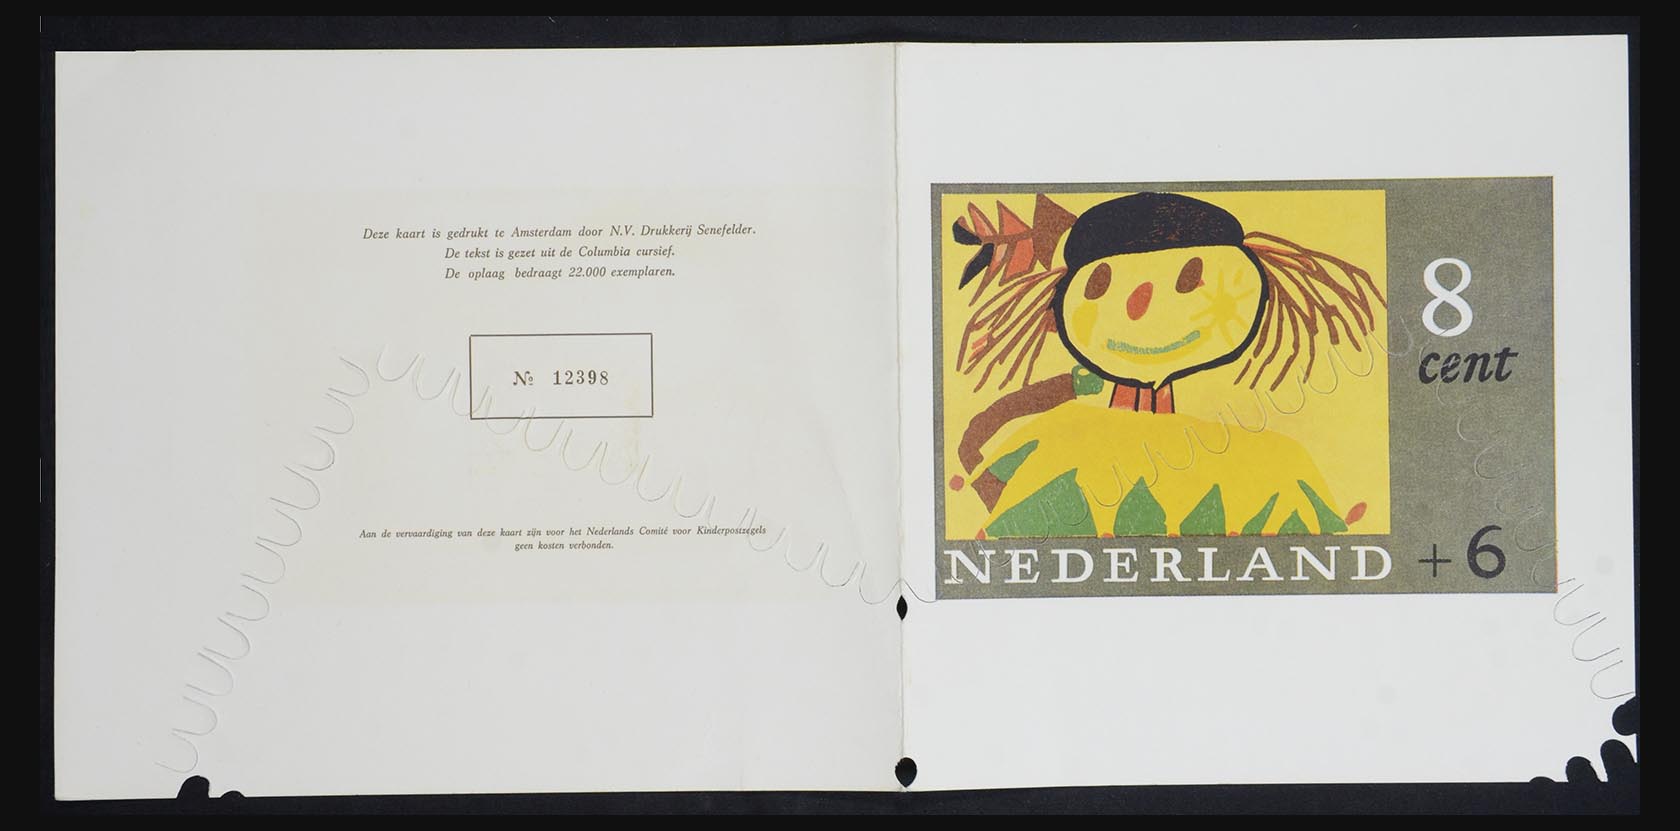 Deze kaart is gedrukt te Amsterdam door N.V. Drukkerij Senefelder.
De tekst is gezet uit de Columbia cursief.
De oplaag bedraagt 22.000 exemplaren.
№ 12398
Aan de vervaardiging van deze kaart zijn voor het Nederlands Comité voor Kinderpostzegels
geen kosten verbonden.
8
cent
NEDERLAND +6